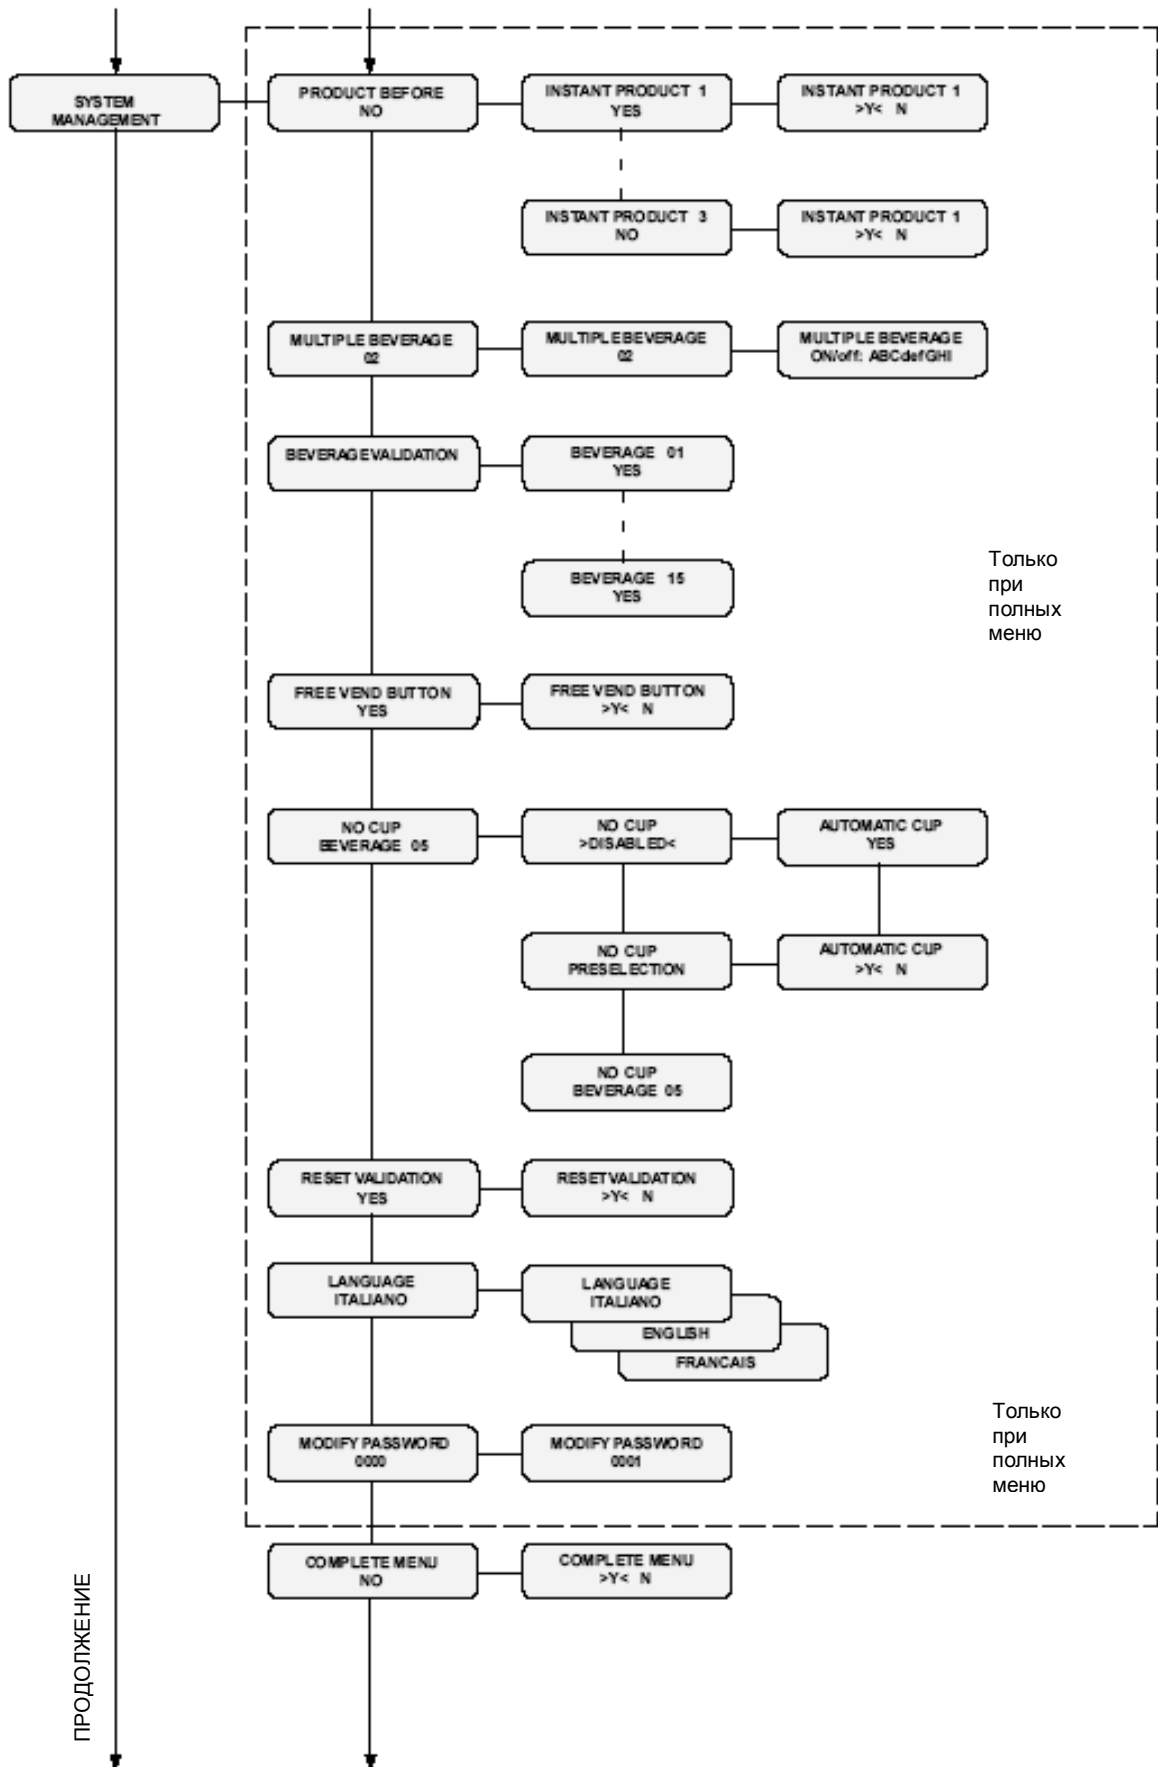 SYSTEM
MANAGEMENT
PRODUCT BEFORE
NO
INSTANT PRODUCT 1
YES
INSTANT PRODUCT 1
>Y< N
INSTANT PRODUCT 3
NO
INSTANT PRODUCT 1
>Y< N
MULTIPLE BEVERAGE
02
MULTIPLE BEVERAGE
02
MULTIPLE BEVERAGE
ON/off: ABCdefGHI
BEVERAGE VALIDATION
BEVERAGE 01
YES
BEVERAGE 15
YES
Только
при
полных
меню
FREE VEND BUTTON
YES
FREE VEND BUTTON
>Y< N
NO CUP
BEVERAGE 05
NO CUP
>DISABLED<
AUTOMATIC CUP
YES
NO CUP
PRESELECTION
AUTOMATIC CUP
>Y< N
NO CUP
BEVERAGE 05
RESET VALIDATION
YES
RESET VALIDATION
>Y< N
LANGUAGE
ITALIANO
LANGUAGE
ITALIANO
ENGLISH
FRANCAIS
MODIFY PASSWORD
0000
MODIFY PASSWORD
0001
Только
при
полных
меню
COMPLETE MENU
NO
COMPLETE MENU
>Y< N
ПРОДОЛЖЕНИЕ